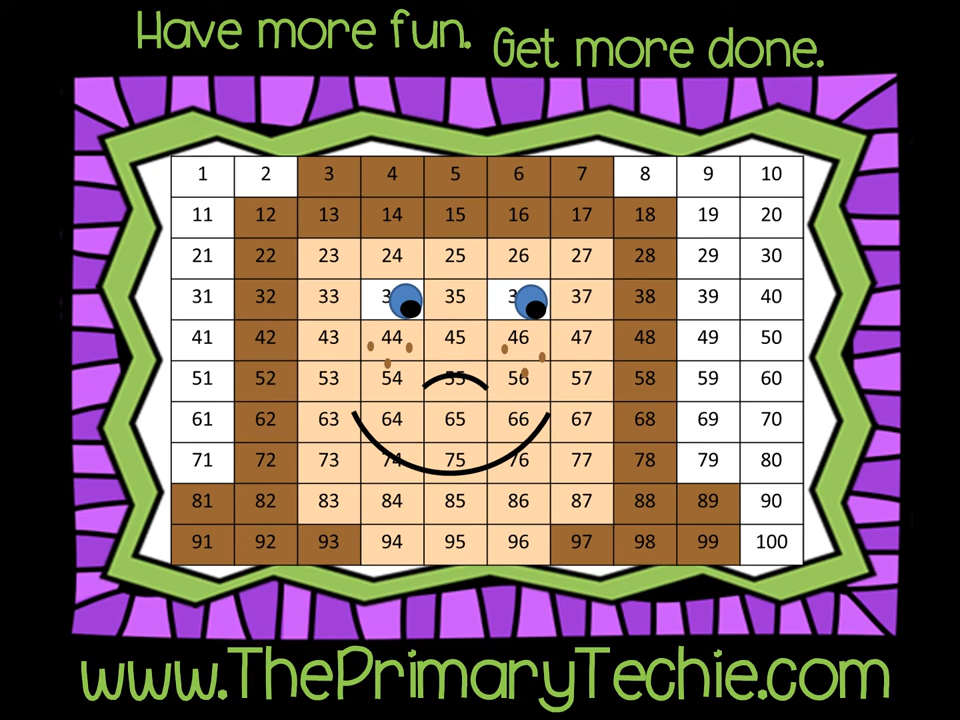 Have more fun. Get more done.
1 2 3 4 5 6 7 8 9 10
11 12 13 14 15 16 17 18 19 20
21 22 23 24 25 26 27 28 29 30
31 32 33 3 35 3 37 38 39 40
41 42 43 44 45 46 47 48 49 50
51 52 53 54 55 56 57 58 59 60
61 62 63 64 65 66 67 68 69 70
71 72 73 74 75 76 77 78 79 80
81 82 83 84 85 86 87 88 89 90
91 92 93 94 95 96 97 98 99 100
www.ThePrimaryTechie.com